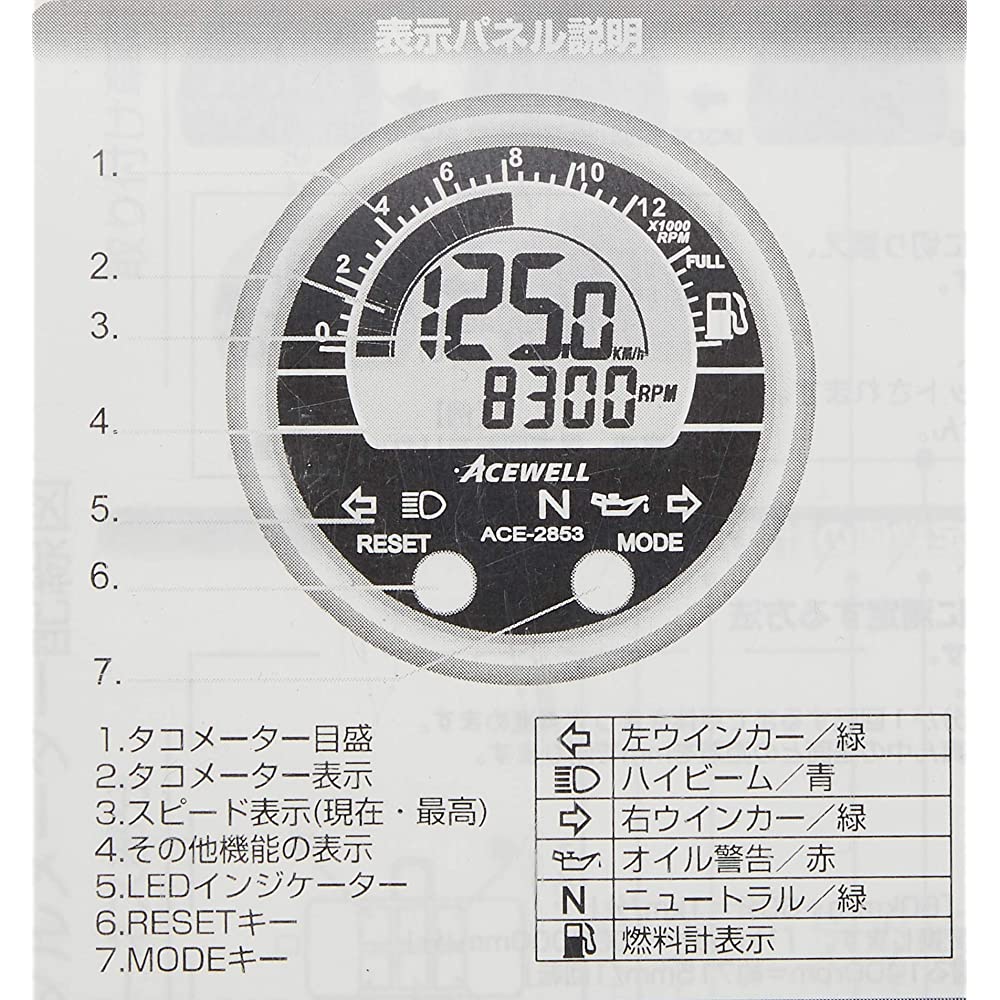 表示パネル説明
1.
2.
3.
4.
5.
6.
7.
0 2 4 6 8 10 12
X1000
RPM
FULL
125.0
KM/h
8300 RPM
ACEWELL
N
RESET ACE-2853 MODE
1.タコメーター目盛
2.タコメーター表示
3.スピード表示(現在・最高)
4.その他機能の表示
5.LEDインジケーター
6.RESETキー
7.MODEキー
左ウインカー/緑
ハイビーム/青
右ウインカー/緑
オイル警告/赤
N ニュートラル/緑
燃料計表示